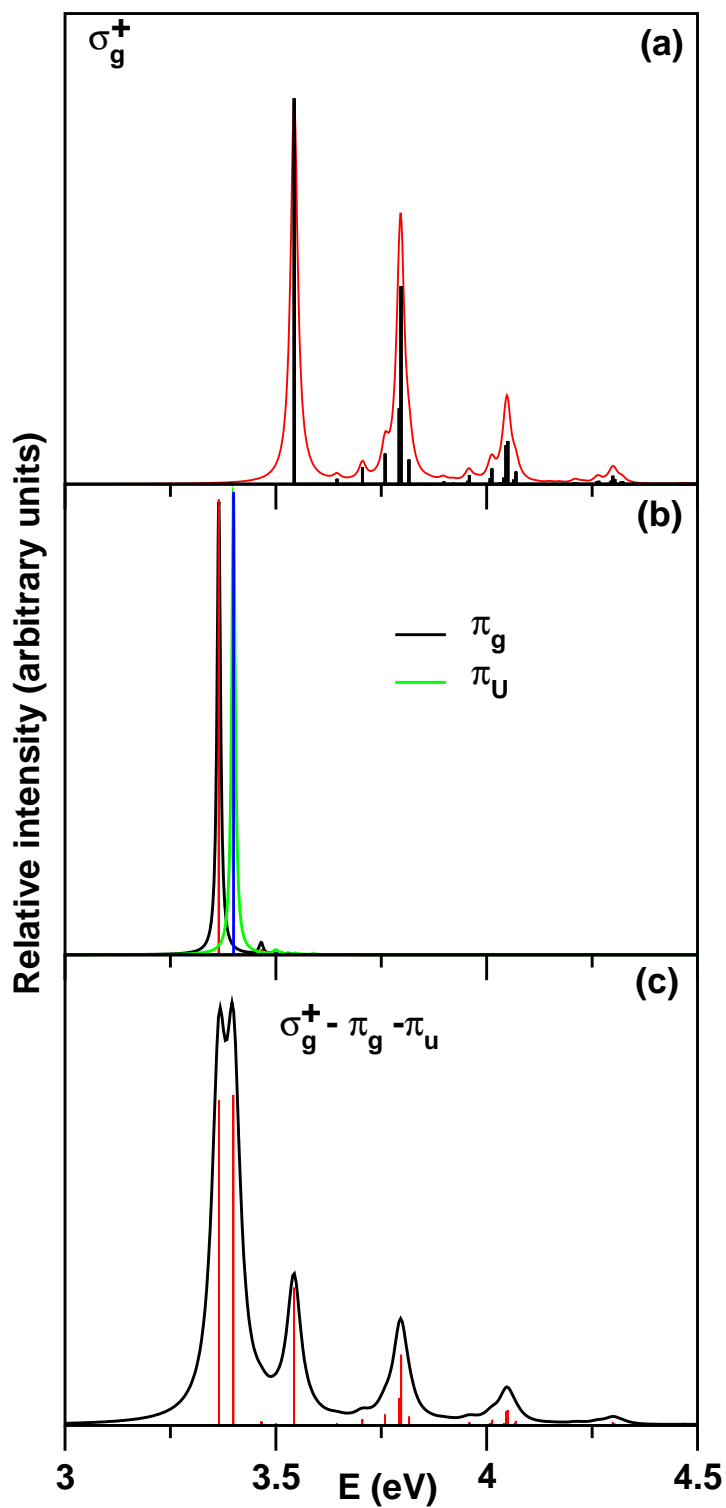 σg+ (a)
Relative intensity (arbitrary units)
(b)
πg
πU
(c)
σg+ - πg -πu
3 3.5 4 4.5
E (eV)